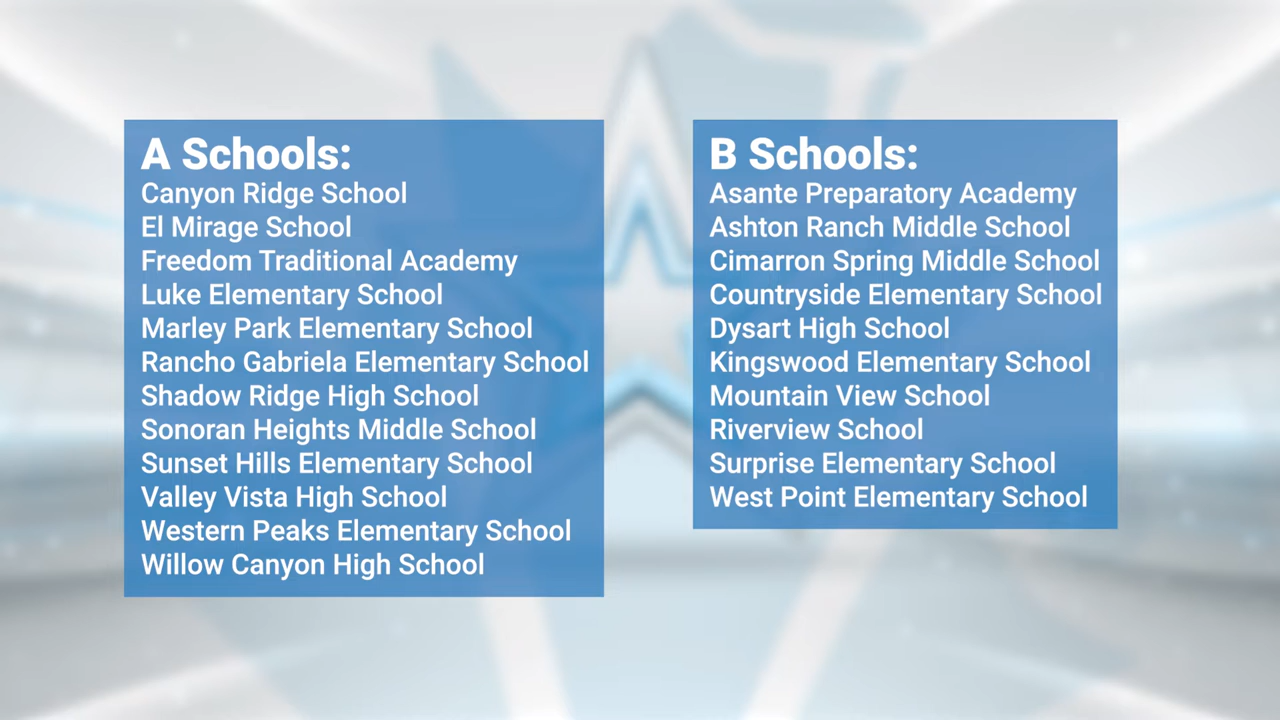 A Schools:
Canyon Ridge School
El Mirage School
Freedom Traditional Academy
Luke Elementary School
Marley Park Elementary School
Rancho Gabriela Elementary School
Shadow Ridge High School
Sonoran Heights Middle School
Sunset Hills Elementary School
Valley Vista High School
Western Peaks Elementary School
Willow Canyon High School
B Schools:
Asante Preparatory Academy
Ashton Ranch Middle School
Cimarron Spring Middle School
Countryside Elementary School
Dysart High School
Kingswood Elementary School
Mountain View School
Riverview School
Surprise Elementary School
West Point Elementary School